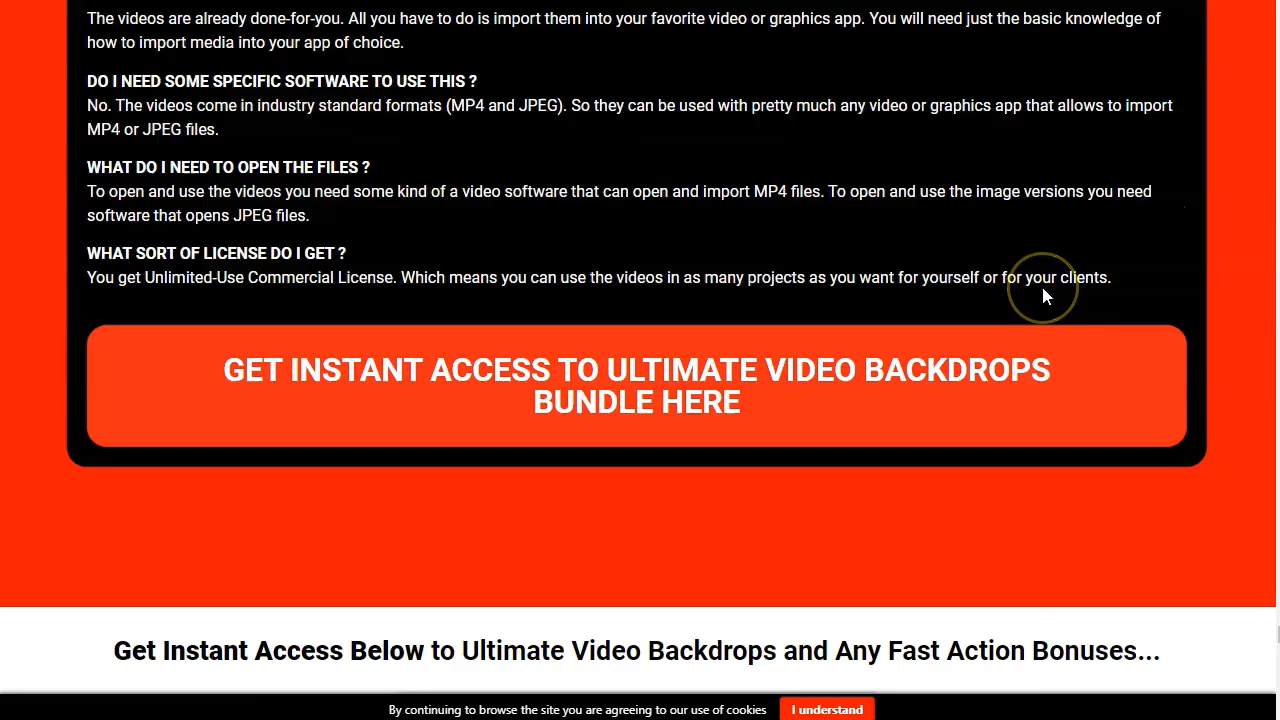 The videos are already done-for-you. All you have to do is import them into your favorite video or graphics app. You will need just the basic knowledge of
how to import media into your app of choice.
DO I NEED SOME SPECIFIC SOFTWARE TO USE THIS ?
No. The videos come in industry standard formats (MP4 and JPEG). So they can be used with pretty much any video or graphics app that allows to import
MP4 or JPEG files.
WHAT DO I NEED TO OPEN THE FILES ?
To open and use the videos you need some kind of a video software that can open and import MP4 files. To open and use the image versions you need
software that opens JPEG files.
WHAT SORT OF LICENSE DO I GET ?
You get Unlimited-Use Commercial License. Which means you can use the videos in as many projects as you want for yourself or for your clients.
GET INSTANT ACCESS TO ULTIMATE VIDEO BACKDROPS
BUNDLE HERE
Get Instant Access Below to Ultimate Video Backdrops and Any Fast Action Bonuses...
By continuing to browse the site you are agreeing to our use of cookies I understand